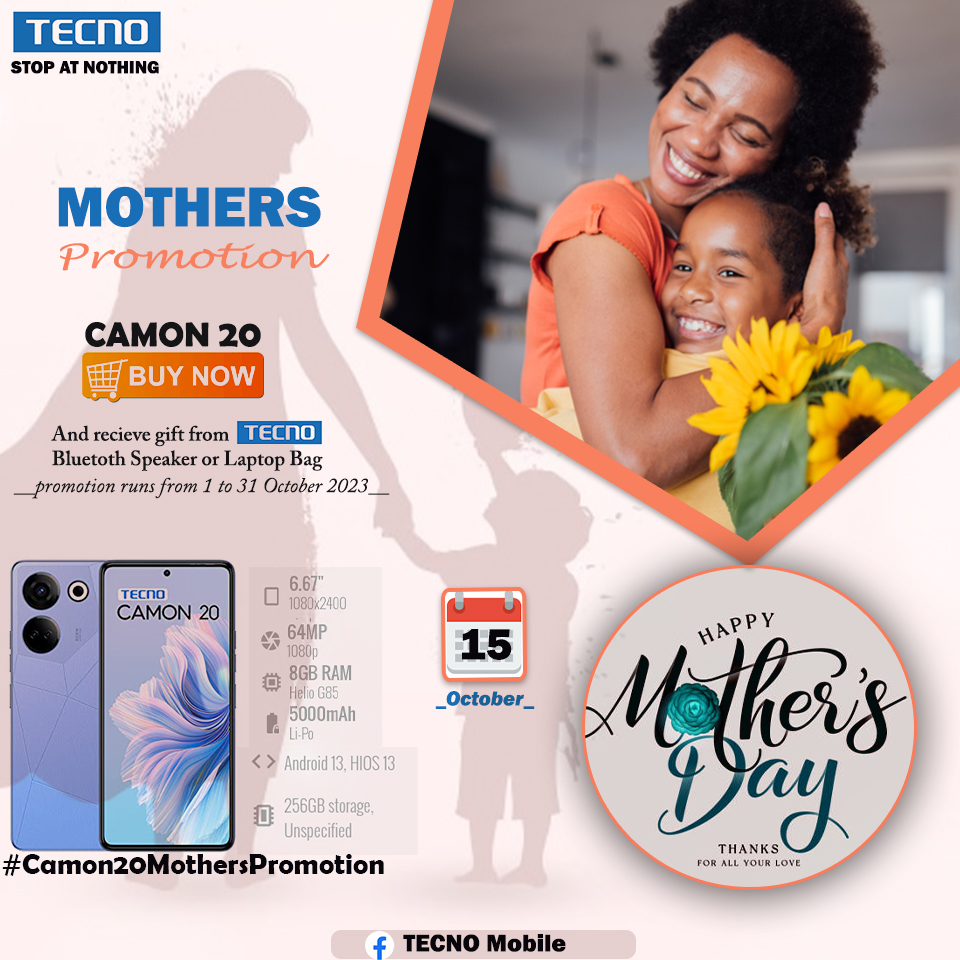 TECNO
STOP AT NOTHING
MOTHERS
Promotion
CAMON 20
BUY NOW
And recieve gift from TECNO
Bluetoth Speaker or Laptop Bag
__promotion runs from 1 to 31 October 2023__
TECNO
CAMON 20
6.67"
1080x2400
64MP
1080p
8GB RAM
Helio G85
5000mAh
Li-Po
Android 13, HIOS 13
256GB storage,
Unspecified
#Camon20MothersPromotion
15
_October_
HAPPY
Mother's
Day
THANKS
FOR ALL YOUR LOVE
TECNO Mobile